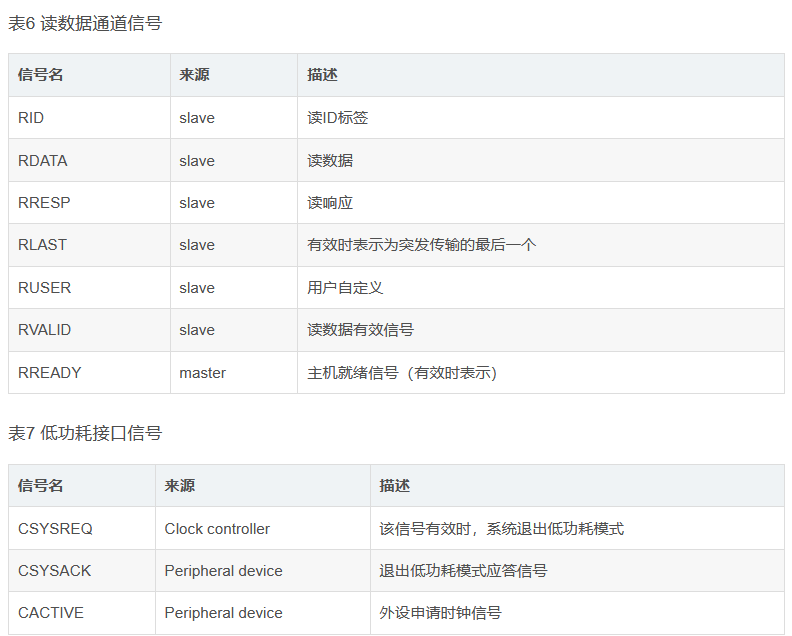 表6 读数据通道信号
信号名 来源 描述
RID slave 读ID标签
RDATA slave 读数据
RRESP slave 读响应
RLAST slave 有效时表示为突发传输的最后一个
RUSER slave 用户自定义
RVALID slave 读数据有效信号
RREADY master 主机就绪信号（有效时表示）
表7 低功耗接口信号
信号名 来源 描述
CSYSREQ Clock controller 该信号有效时，系统退出低功耗模式
CSYSACK Peripheral device 退出低功耗模式应答信号
CACTIVE Peripheral device 外设申请时钟信号